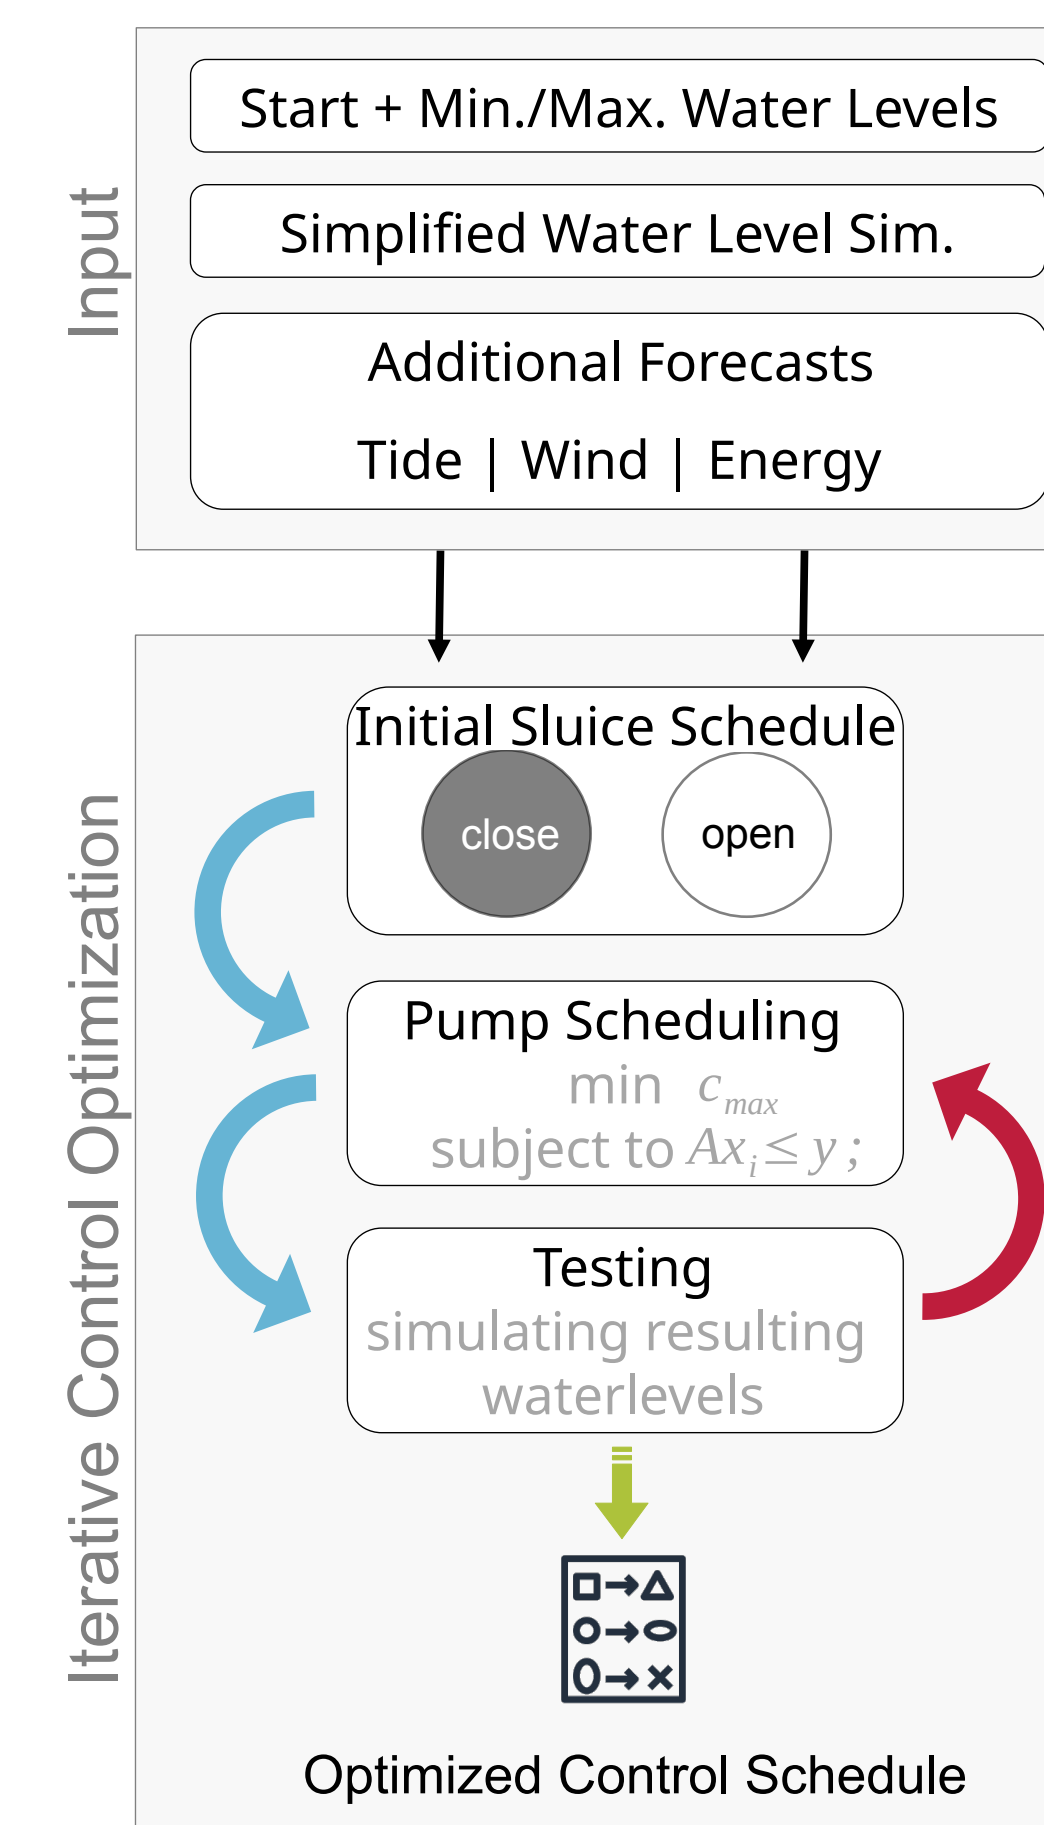 Input
Start + Min./Max. Water Levels
Simplified Water Level Sim.
Additional Forecasts
Tide | Wind | Energy
Iterative Control Optimization
Initial Sluice Schedule
close
open
Pump Scheduling
min c_max
subject to Ax_i ≤ y ;
Testing
simulating resulting
waterlevels
Optimized Control Schedule